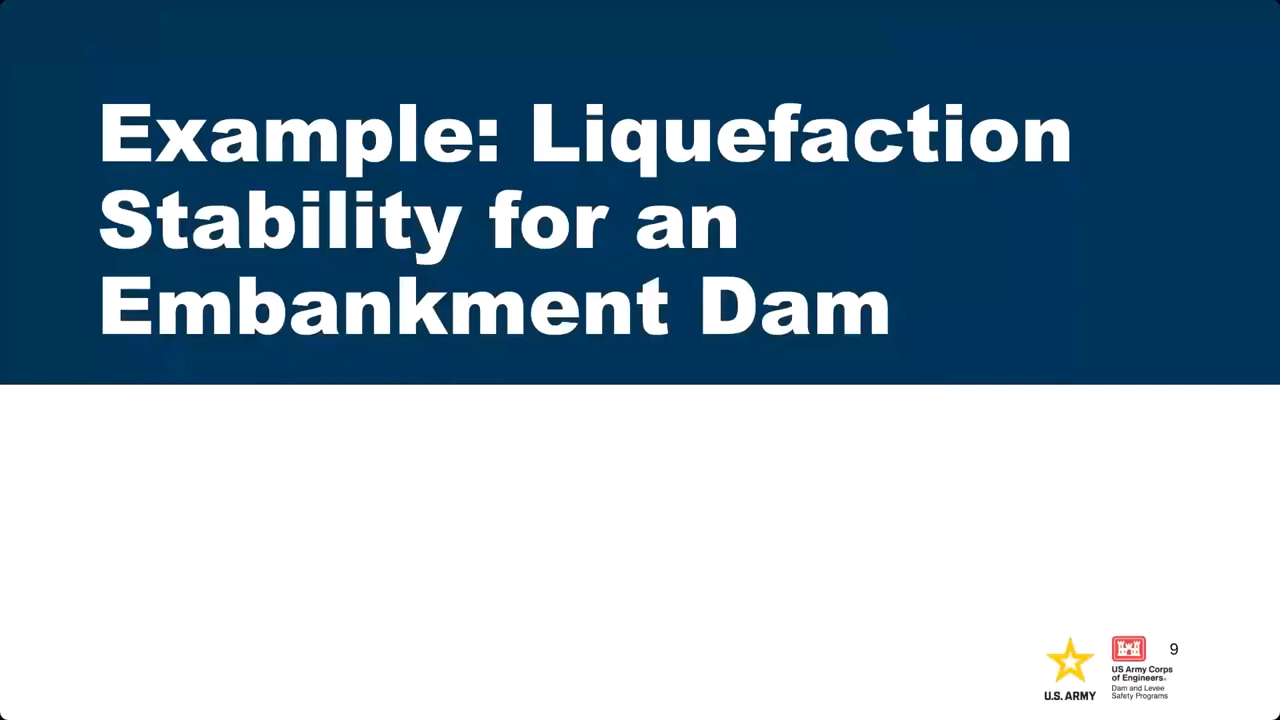 Example: Liquefaction
Stability for an
Embankment Dam
9
U.S. ARMY
US Army Corps
of Engineers®
Dam and Levee
Safety Programs